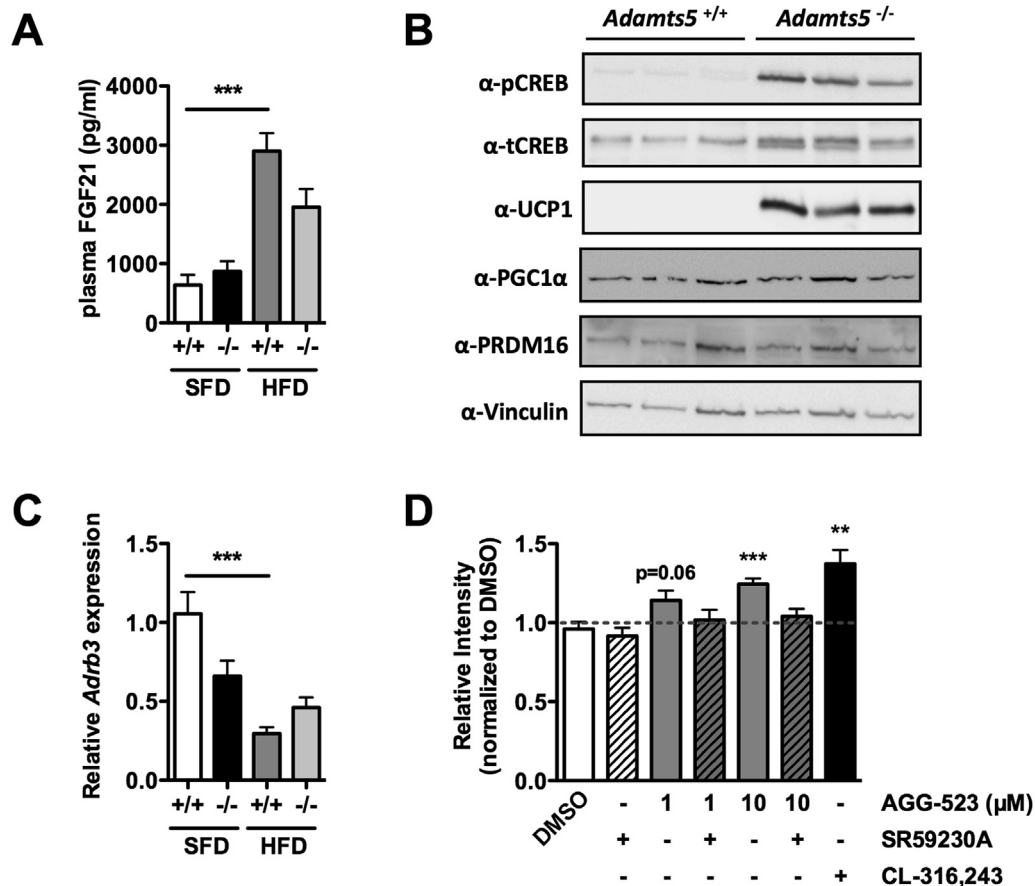 A
plasma FGF21 (pg/ml)
4000
3000
2000
1000
0
***
+/+ -/- +/+ -/-
SFD HFD
B
Adamts5 +/+ Adamts5 -/-
α-pCREB
α-tCREB
α-UCP1
α-PGC1α
α-PRDM16
α-Vinculin
C
Relative Adrb3 expression
1.5
1.0
0.5
0.0
***
+/+ -/- +/+ -/-
SFD HFD
D
Relative Intensity
(normalized to DMSO)
1.5
1.0
0.5
0.0
p=0.06 *** **
DMSO - 1 1 10 10 - AGG-523 (µM)
+ - + - + - SR59230A
- - - - - + CL-316,243